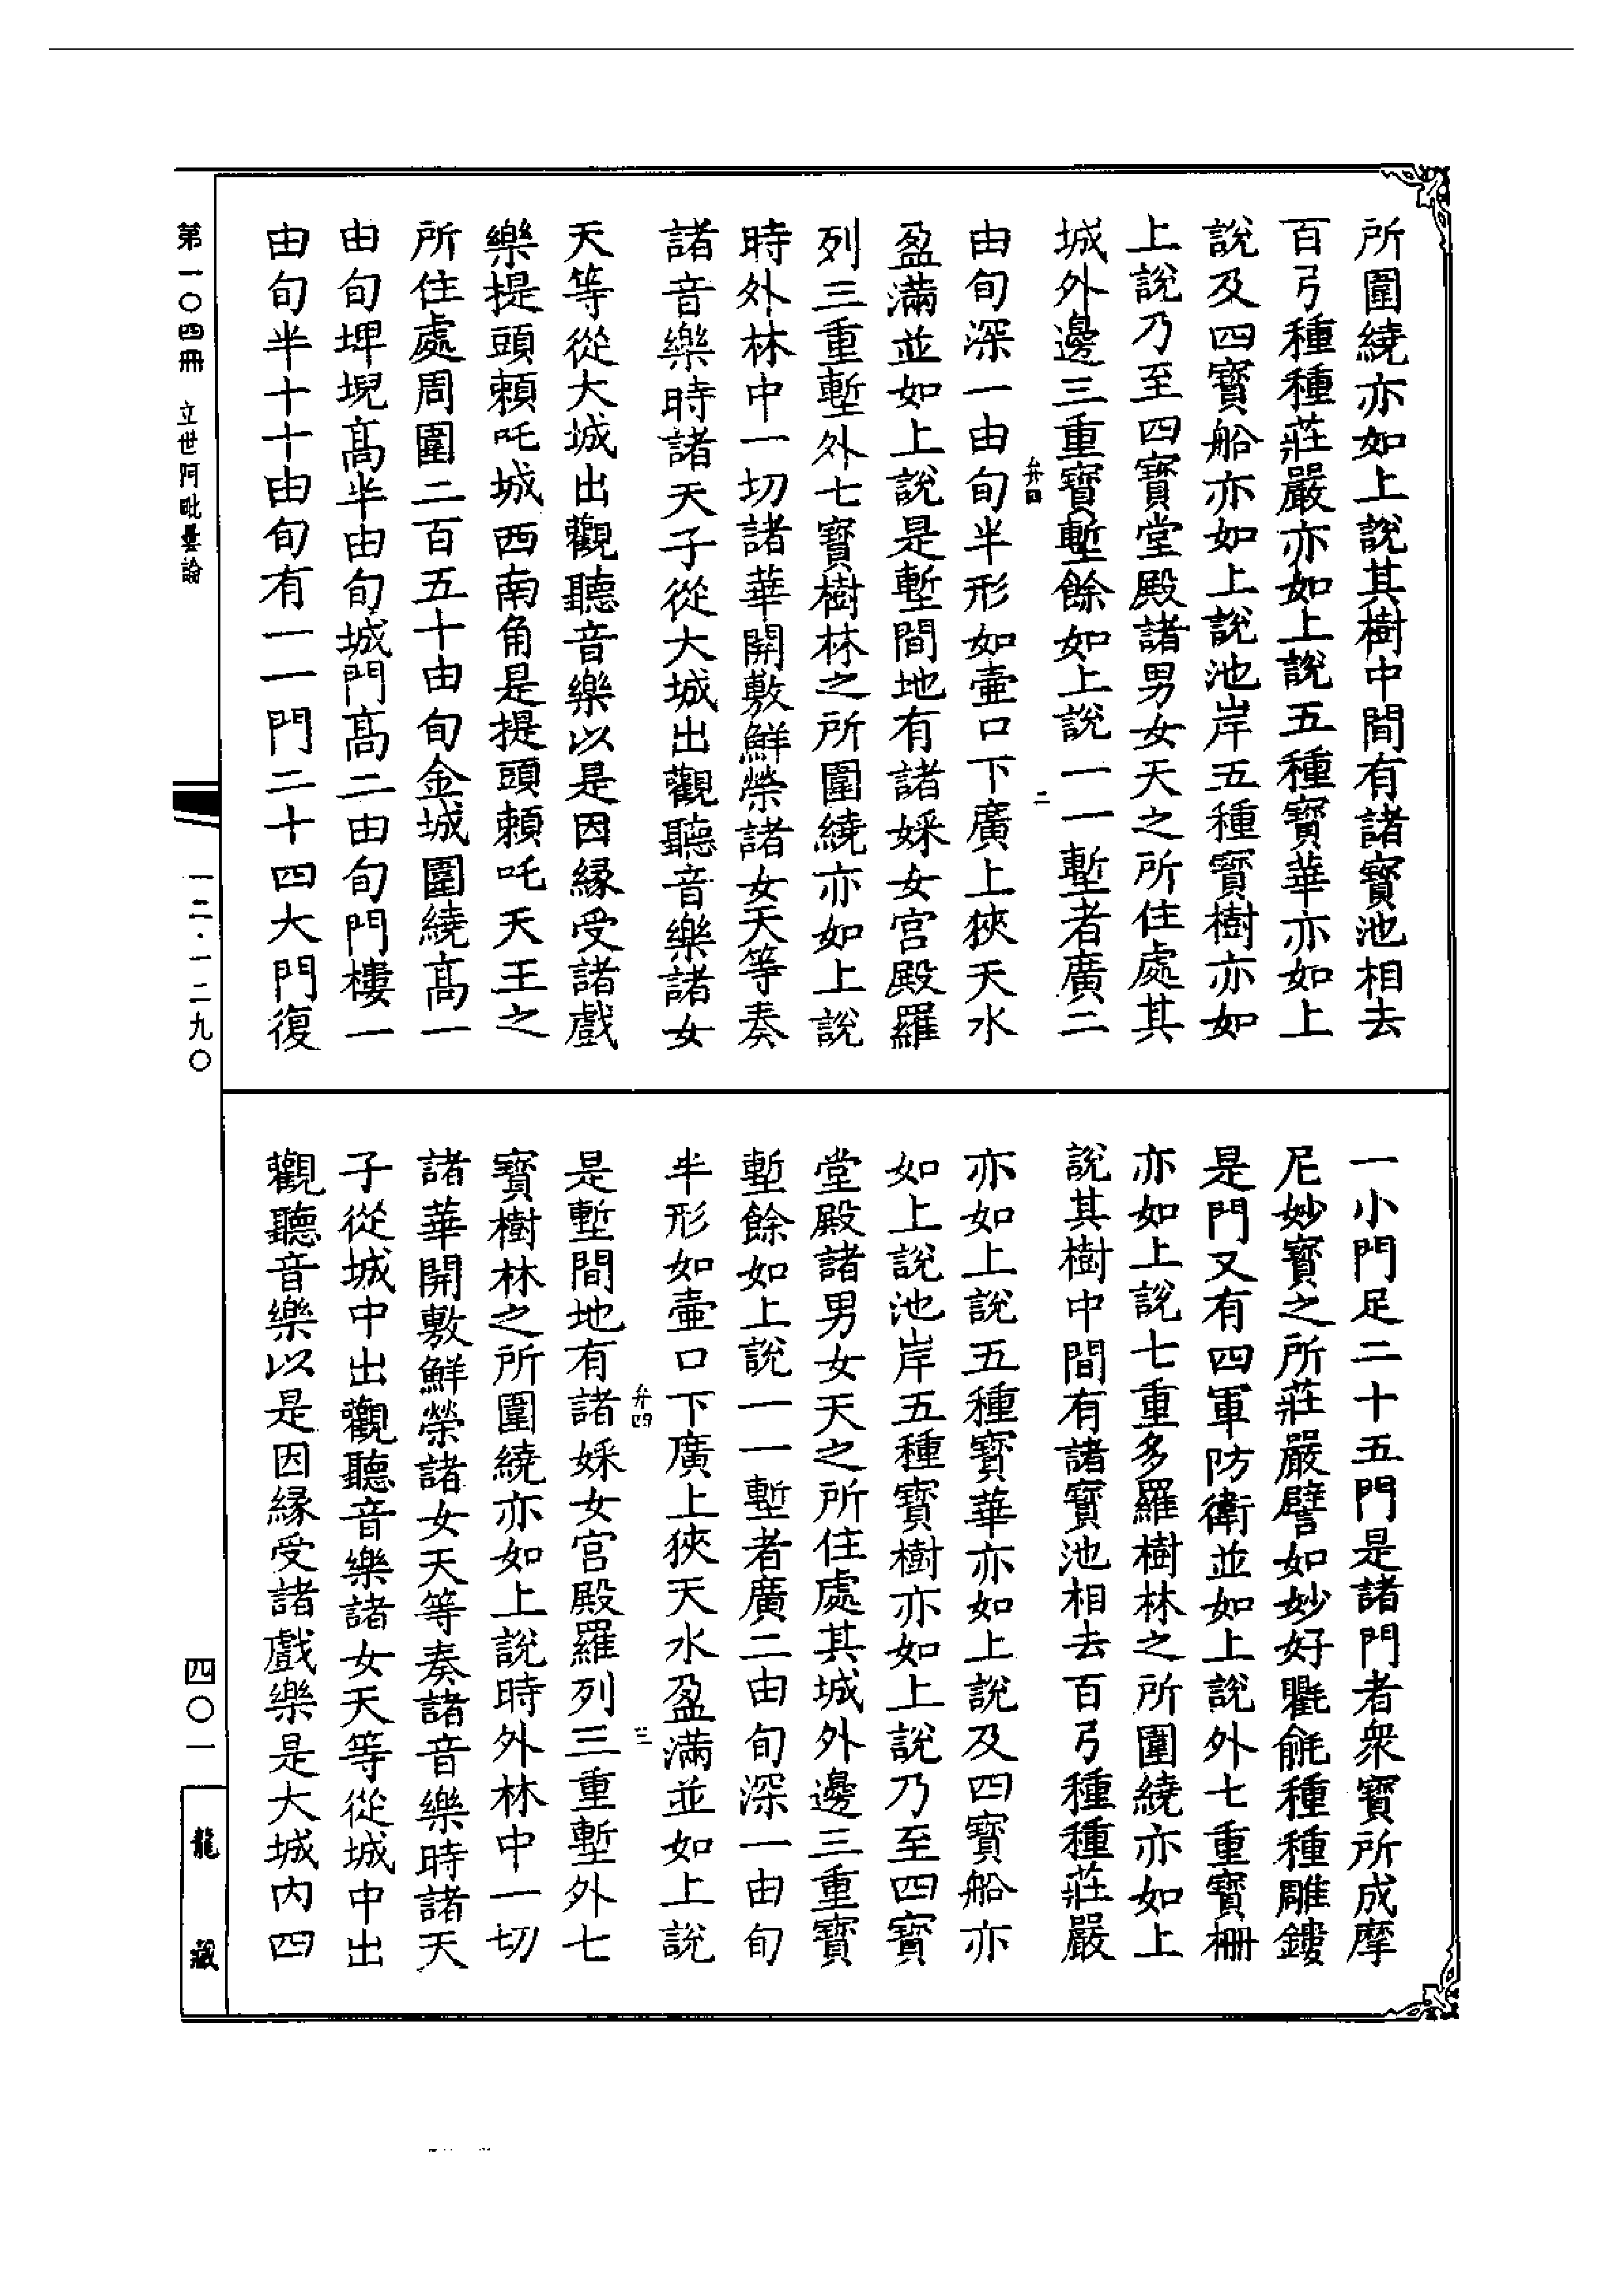 所圍繞亦如上說其樹中間有諸寶池相去
百弓種種莊嚴亦如上說五種寶華亦如上
說及四寶船亦如上說池岸五種寶樹亦如
上說乃至四寶堂殿諸男女天之所住處其
城外邊三重寶塹餘如上說一一塹者廣二
弁四
二
由旬深一由旬半形如壷口下廣上狹天水
盈滿並如上說是塹間地有諸婇女宮殿羅
列三重塹外七寶樹林之所圍繞亦如上說
時外林中一切諸華開敷鮮榮諸女天等奏
諸音樂時諸天子從大城出觀聽音樂諸女
天等從大城出觀聽音樂以是因縁受諸戲
樂提頭賴吒城西南角是提頭賴吒天王之
所住處周圍二百五十由旬金城圍繞髙一
由旬埤堄髙半由旬城門髙二由旬門樓一
由旬半十十由旬有一一門二十四大門復
一小門足二十五門是諸門者衆寶所成摩
尼妙寶之所莊嚴譬如妙好氍毹種種雕鏤
是門又有四軍防衛並如上說外七重寶柵
亦如上說七重多羅樹林之所圍繞亦如上
說其樹中間有諸寶池相去百弓種種莊嚴
亦如上說五種寶華亦如上說及四寶船亦
如上說池岸五種寶樹亦如上說乃至四寶
堂殿諸男女天之所住處其城外邊三重寶
塹餘如上說一一塹者廣二由旬深一由旬
半形如壷口下廣上狹天水盈滿並如上說
弁四
三
是塹間地有諸婇女宮殿羅列三重塹外七
寶樹林之所圍繞亦如上說時外林中一切
諸華開敷鮮榮諸女天等奏諸音樂時諸天
子從城中出觀聽音樂諸女天等從城中出
觀聽音樂以是因縁受諸戲樂是大城內四
第一〇四冊 立世阿毗曇論
一二·一二九〇
四〇一
龍藏